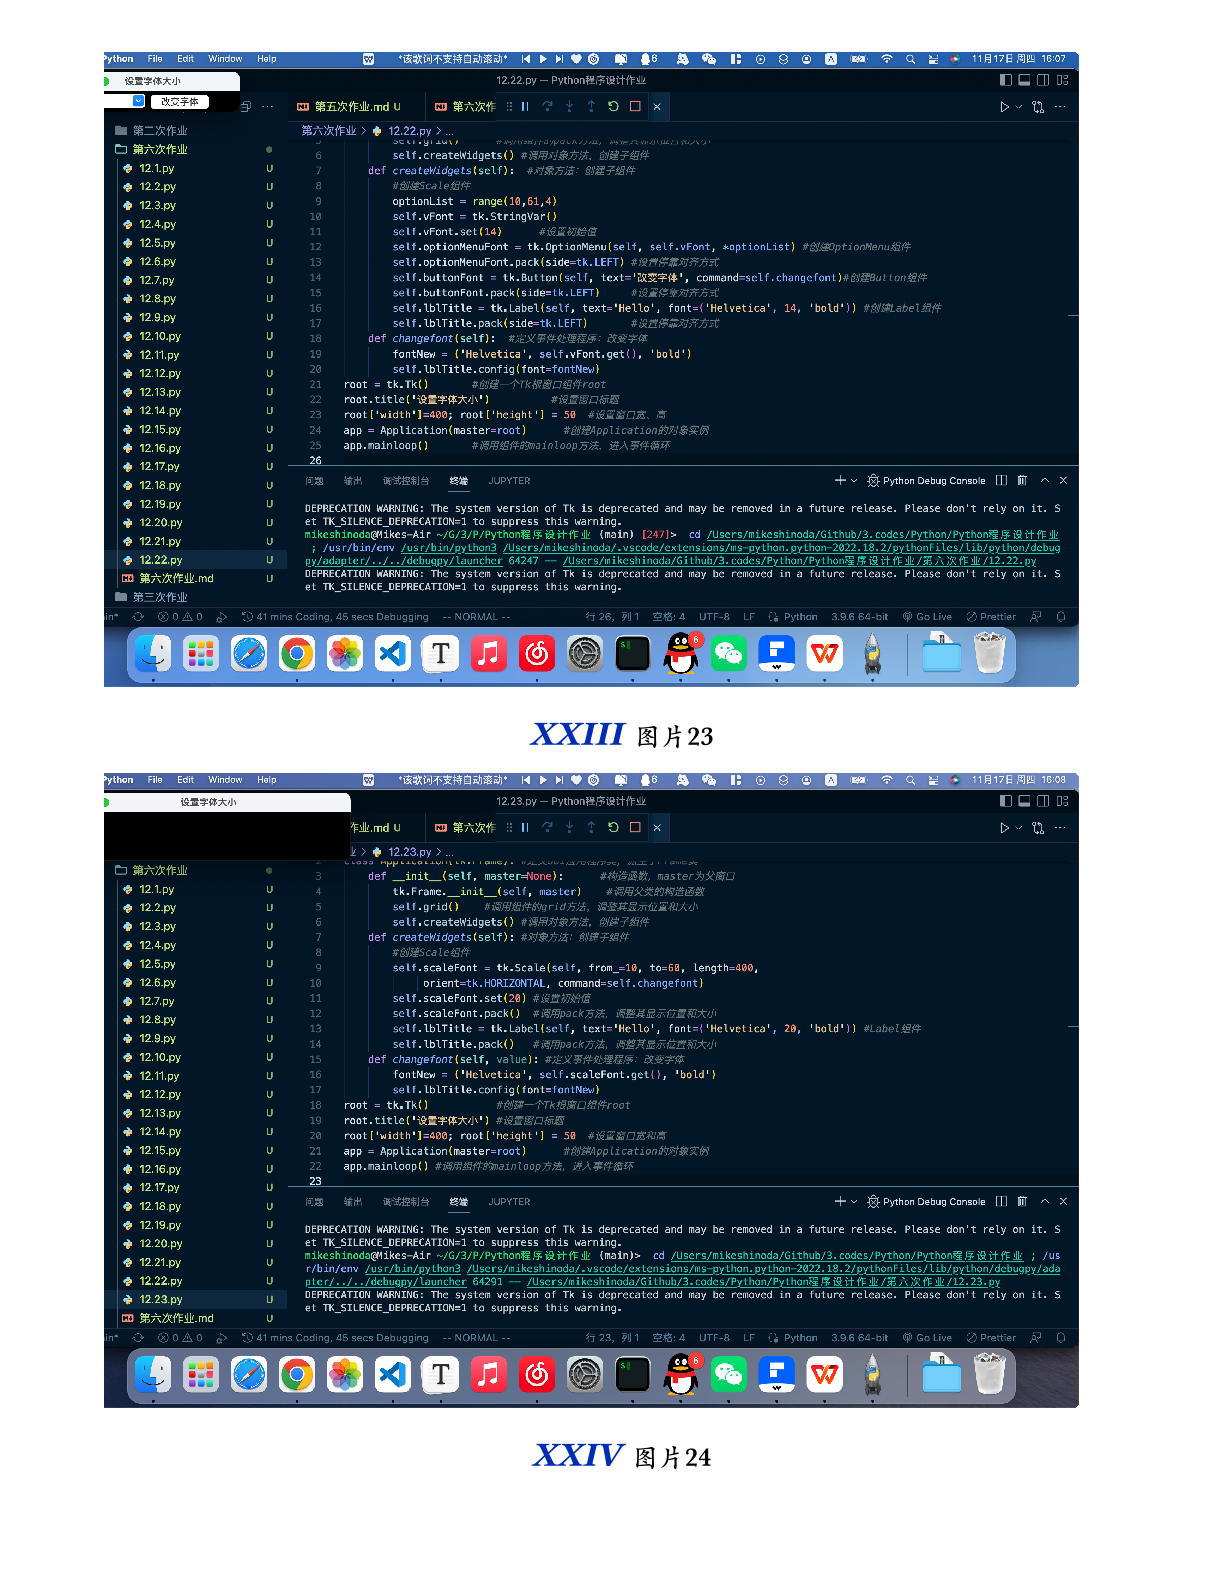 Python File Edit Window Help *该歌词不支持自动滚动* 6 A 11月17日 周四 16:07
设置字体大小
12.22.py — Python程序设计作业
改变字体
第五次作业.md U 第六次作
第六次作业 > 12.22.py > ...
第二次作业
第六次作业
12.1.py U
12.2.py U
12.3.py U
12.4.py U
12.5.py U
12.6.py U
12.7.py U
12.8.py U
12.9.py U
12.10.py U
12.11.py U
12.12.py U
12.13.py U
12.14.py U
12.15.py U
12.16.py U
12.17.py U
12.18.py U
12.19.py U
12.20.py U
12.21.py U
12.22.py U
第六次作业.md U
第三次作业
5 self.grid() #调用组件的pack方法，调整其显示位置和大小
6 self.createWidgets() #调用对象方法，创建子组件
7 def createWidgets(self): #对象方法：创建子组件
8 #创建Scale组件
9 optionList = range(10,61,4)
10 self.vFont = tk.StringVar()
11 self.vFont.set(14) #设置初始值
12 self.optionMenuFont = tk.OptionMenu(self, self.vFont, *optionList) #创建OptionMenu组件
13 self.optionMenuFont.pack(side=tk.LEFT) #设置停靠对齐方式
14 self.buttonFont = tk.Button(self, text='改变字体', command=self.changefont)#创建Button组件
15 self.buttonFont.pack(side=tk.LEFT) #设置停靠对齐方式
16 self.lblTitle = tk.Label(self, text='Hello', font=('Helvetica', 14, 'bold')) #创建Label组件
17 self.lblTitle.pack(side=tk.LEFT) #设置停靠对齐方式
18 def changefont(self): #定义事件处理程序：改变字体
19 fontNew = ('Helvetica', self.vFont.get(), 'bold')
20 self.lblTitle.config(font=fontNew)
21 root = tk.Tk() #创建一个Tk根窗口组件root
22 root.title('设置字体大小') #设置窗口标题
23 root['width']=400; root['height'] = 50 #设置窗口宽、高
24 app = Application(master=root) #创建Application的对象实例
25 app.mainloop() #调用组件的mainloop方法，进入事件循环
26
问题 输出 调试控制台 终端 JUPYTER Python Debug Console
DEPRECATION WARNING: The system version of Tk is deprecated and may be removed in a future release. Please don't rely on it. S
et TK_SILENCE_DEPRECATION=1 to suppress this warning.
mikeshinoda@Mikes-Air ~/G/3/P/Python程序设计作业 (main) [247]> cd /Users/mikeshinoda/Github/3.codes/Python/Python程序设计作业
; /usr/bin/env /usr/bin/python3 /Users/mikeshinoda/.vscode/extensions/ms-python.python-2022.18.2/pythonFiles/lib/python/debug
py/adapter/../../debugpy/launcher 64247 -- /Users/mikeshinoda/Github/3.codes/Python/Python程序设计作业/第六次作业/12.22.py
DEPRECATION WARNING: The system version of Tk is deprecated and may be removed in a future release. Please don't rely on it. S
et TK_SILENCE_DEPRECATION=1 to suppress this warning.
in* 0 0 41 mins Coding, 45 secs Debugging -- NORMAL -- 行 26，列 1 空格: 4 UTF-8 LF Python 3.9.6 64-bit Go Live Prettier
XXIII 图片23
Python File Edit Window Help *该歌词不支持自动滚动* 6 A 11月17日 周四 16:08
设置字体大小
12.23.py — Python程序设计作业
作业.md U 第六次作
业 > 12.23.py > ...
第六次作业
12.1.py U
12.2.py U
12.3.py U
12.4.py U
12.5.py U
12.6.py U
12.7.py U
12.8.py U
12.9.py U
12.10.py U
12.11.py U
12.12.py U
12.13.py U
12.14.py U
12.15.py U
12.16.py U
12.17.py U
12.18.py U
12.19.py U
12.20.py U
12.21.py U
12.22.py U
12.23.py U
第六次作业.md U
2 class Application(tk.Frame): #定义GUI应用程序类，派生于Frame类
3 def __init__(self, master=None): #构造函数，master为父窗口
4 tk.Frame.__init__(self, master) #调用父类的构造函数
5 self.grid() #调用组件的grid方法，调整其显示位置和大小
6 self.createWidgets() #调用对象方法，创建子组件
7 def createWidgets(self): #对象方法：创建子组件
8 #创建Scale组件
9 self.scaleFont = tk.Scale(self, from_=10, to=60, length=400,
10 orient=tk.HORIZONTAL, command=self.changefont)
11 self.scaleFont.set(20) #设置初始值
12 self.scaleFont.pack() #调用pack方法，调整其显示位置和大小
13 self.lblTitle = tk.Label(self, text='Hello', font=('Helvetica', 20, 'bold')) #Label组件
14 self.lblTitle.pack() #调用pack方法，调整其显示位置和大小
15 def changefont(self, value): #定义事件处理程序：改变字体
16 fontNew = ('Helvetica', self.scaleFont.get(), 'bold')
17 self.lblTitle.config(font=fontNew)
18 root = tk.Tk() #创建一个Tk根窗口组件root
19 root.title('设置字体大小') #设置窗口标题
20 root['width']=400; root['height'] = 50 #设置窗口宽和高
21 app = Application(master=root) #创建Application的对象实例
22 app.mainloop() #调用组件的mainloop方法，进入事件循环
23
问题 输出 调试控制台 终端 JUPYTER Python Debug Console
DEPRECATION WARNING: The system version of Tk is deprecated and may be removed in a future release. Please don't rely on it. S
et TK_SILENCE_DEPRECATION=1 to suppress this warning.
mikeshinoda@Mikes-Air ~/G/3/P/Python程序设计作业 (main)> cd /Users/mikeshinoda/Github/3.codes/Python/Python程序设计作业 ; /us
r/bin/env /usr/bin/python3 /Users/mikeshinoda/.vscode/extensions/ms-python.python-2022.18.2/pythonFiles/lib/python/debugpy/ada
pter/../../debugpy/launcher 64291 -- /Users/mikeshinoda/Github/3.codes/Python/Python程序设计作业/第六次作业/12.23.py
DEPRECATION WARNING: The system version of Tk is deprecated and may be removed in a future release. Please don't rely on it. S
et TK_SILENCE_DEPRECATION=1 to suppress this warning.
in* 0 0 41 mins Coding, 45 secs Debugging -- NORMAL -- 行 23，列 1 空格: 4 UTF-8 LF Python 3.9.6 64-bit Go Live Prettier
XXIV 图片24